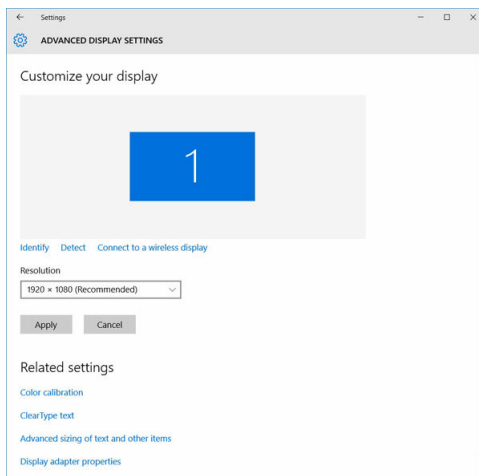 Settings
ADVANCED DISPLAY SETTINGS
Customize your display
1
Identify Detect Connect to a wireless display
Resolution
1920 × 1080 (Recommended)
Apply Cancel
Related settings
Color calibration
ClearType text
Advanced sizing of text and other items
Display adapter properties